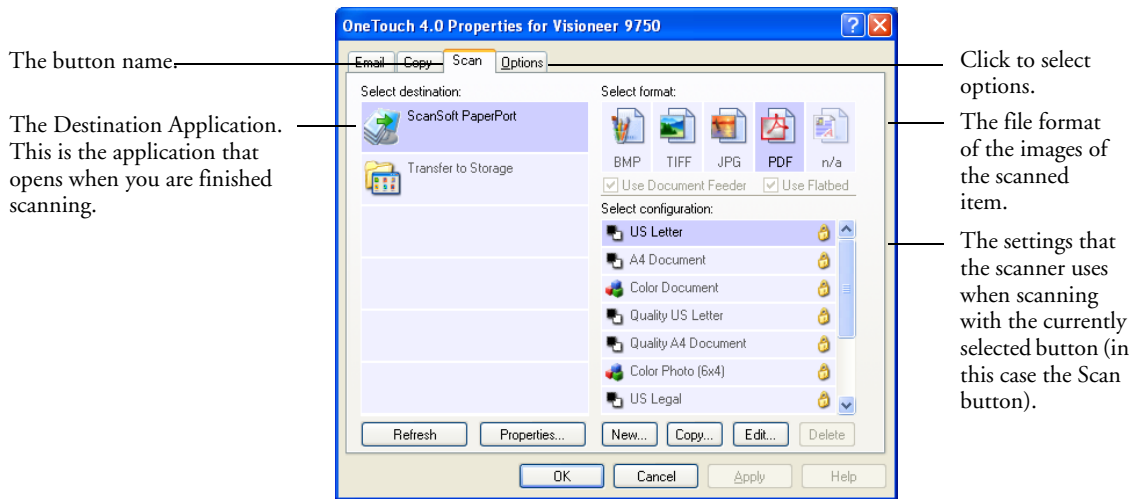 OneTouch 4.0 Properties for Visioneer 9750
The button name.
Email Copy Scan Options
Click to select
options.
Select destination:
ScanSoft PaperPort
Transfer to Storage
The Destination Application.
This is the application that
opens when you are finished
scanning.
Select format:
BMP TIFF JPG PDF n/a
Use Document Feeder Use Flatbed
The file format
of the images of
the scanned
item.
Select configuration:
US Letter
A4 Document
Color Document
Quality US Letter
Quality A4 Document
Color Photo (6x4)
US Legal
The settings that
the scanner uses
when scanning
with the currently
selected button (in
this case the Scan
button).
Refresh Properties... New... Copy... Edit... Delete
OK Cancel Apply Help